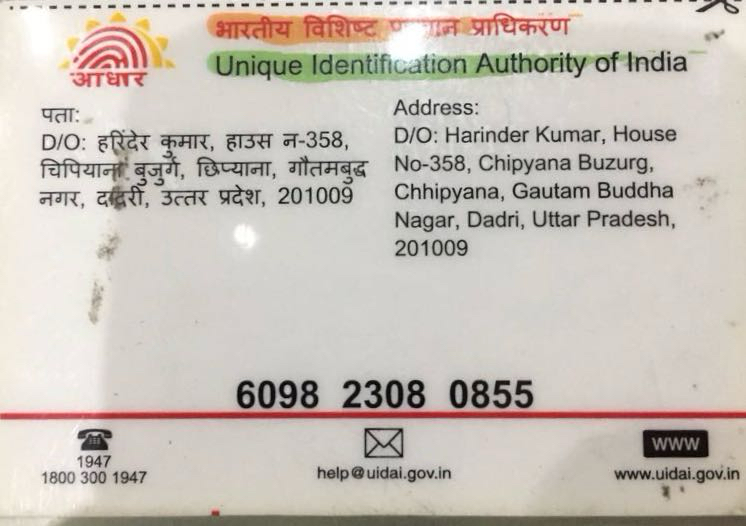 भारतीय विशिष्ट पहचान प्राधिकरण
Unique Identification Authority of India
आधार
पता:
D/O: हरिंदर कुमार, हाउस न-358,
चिपियाना बुजुर्ग, छिप्याना, गौतमबुद्ध
नगर, दादरी, उत्तर प्रदेश, 201009
Address:
D/O: Harinder Kumar, House
No-358, Chipyana Buzurg,
Chhipyana, Gautam Buddha
Nagar, Dadri, Uttar Pradesh,
201009
6098 2308 0855
1947
1800 300 1947
help@uidai.gov.in
WWW
www.uidai.gov.in